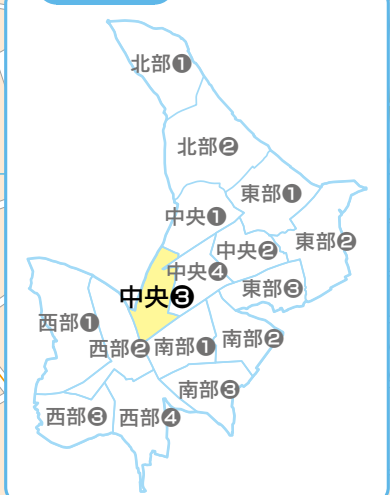 北部❶
北部❷
東部❶
中央❶
東部❷
中央❷
中央❹
東部❸
中央❸
西部❶
南部❷
西部❷
南部❶
南部❸
西部❸
西部❹